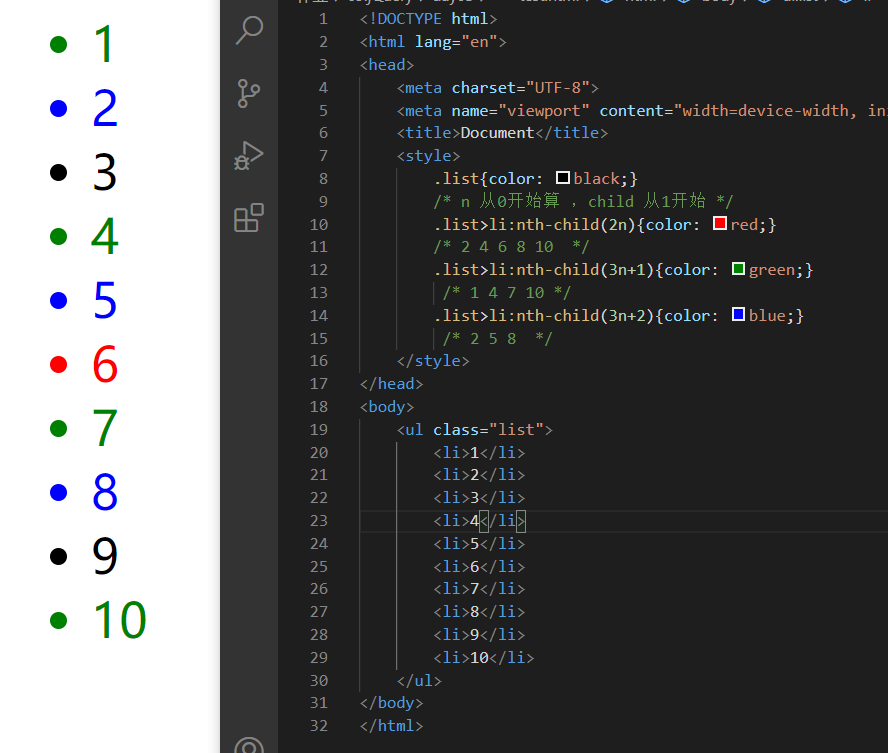 1
2
3
4
5
6
7
8
9
10
1 <!DOCTYPE html>
2 <html lang="en">
3 <head>
4 <meta charset="UTF-8">
5 <meta name="viewport" content="width=device-width, in
6 <title>Document</title>
7 <style>
8 .list{color: black;}
9 /* n 从0开始算 ，child 从1开始 */
10 .list>li:nth-child(2n){color: red;}
11 /* 2 4 6 8 10  */
12 .list>li:nth-child(3n+1){color: green;}
13 /* 1 4 7 10 */
14 .list>li:nth-child(3n+2){color: blue;}
15 /* 2 5 8  */
16 </style>
17 </head>
18 <body>
19 <ul class="list">
20 <li>1</li>
21 <li>2</li>
22 <li>3</li>
23 <li>4</li>
24 <li>5</li>
25 <li>6</li>
26 <li>7</li>
27 <li>8</li>
28 <li>9</li>
29 <li>10</li>
30 </ul>
31 </body>
32 </html>